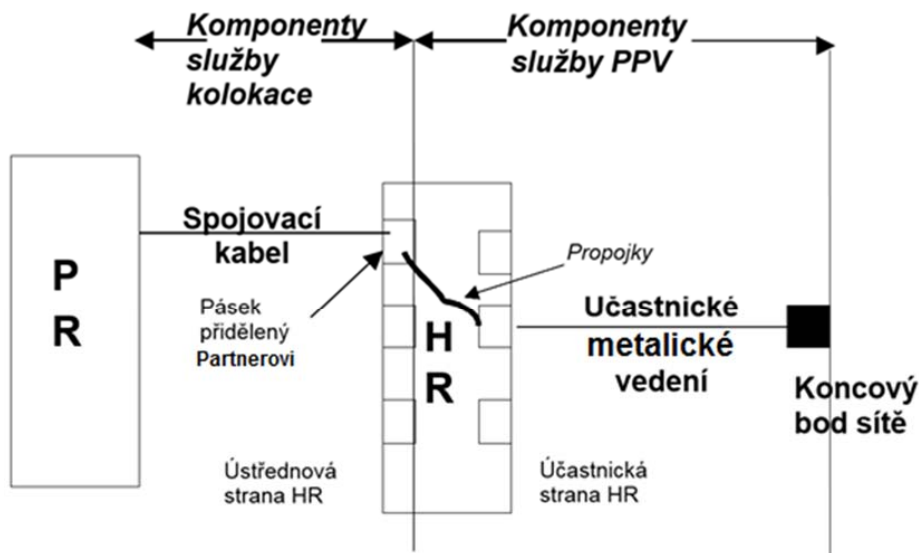 Komponenty
služby
kolokace
Komponenty
služby PPV
P
R
Spojovací
kabel
Pásek
přidělený
Partnerovi
Propojky
H
R
Učastnické
metalické
vedení
Koncový
bod sítě
Ústřednová
strana HR
Účastnická
strana HR